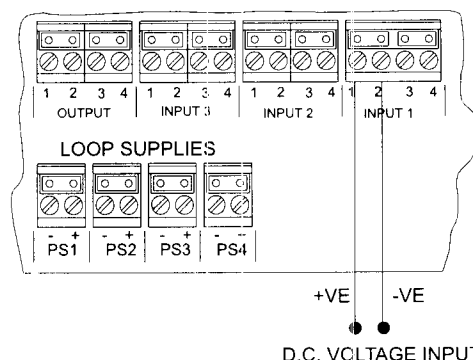 1 2 3 4 1 2 3 4 1 2 3 4 1 2 3 4
OUTPUT INPUT 3 INPUT 2 INPUT 1
LOOP SUPPLIES
- + - + - + - -
PS1 PS2 PS3 PS4
+VE -VE
D.C. VOLTAGE INPUT